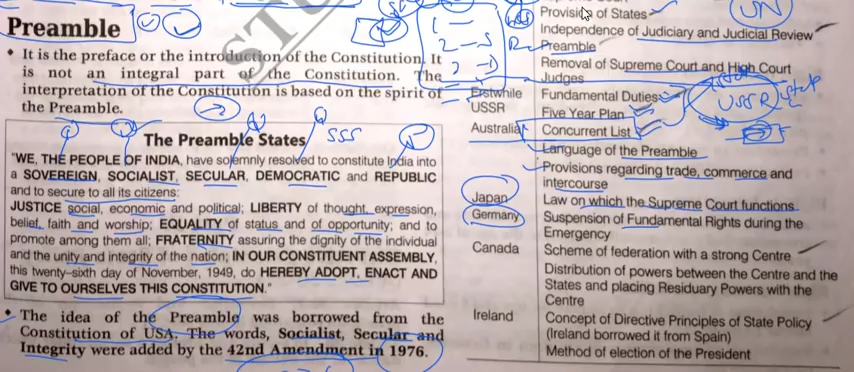 Preamble
• It is the preface or the introduction of the Constitution. It
is not an integral part of the Constitution. The
interpretation of the Constitution is based on the spirit of
the Preamble.
The Preamble States
SSS
"WE, THE PEOPLE OF INDIA, have solemnly resolved to constitute India into
a SOVEREIGN, SOCIALIST, SECULAR, DEMOCRATIC and REPUBLIC
and to secure to all its citizens:
JUSTICE social, economic and political; LIBERTY of thought, expression,
belief, faith and worship; EQUALITY of status and of opportunity; and to
promote among them all; FRATERNITY assuring the dignity of the individual
and the unity and integrity of the nation; IN OUR CONSTITUENT ASSEMBLY,
this twenty-sixth day of November, 1949, do HEREBY ADOPT, ENACT AND
GIVE TO OURSELVES THIS CONSTITUTION."
• The idea of the Preamble was borrowed from the
Constitution of USA. The words, Socialist, Secular and
Integrity were added by the 42nd Amendment in 1976.
Provision of States
UN
Independence of Judiciary and Judicial Review
Preamble
Removal of Supreme Court and High Court
Judges
Erstwhile Fundamental Duties
USSR Five Year Plan
USSR
Australia Concurrent List
Language of the Preamble
Provisions regarding trade, commerce and
intercourse
Japan Law on which the Supreme Court functions
Germany Suspension of Fundamental Rights during the
Emergency
Canada Scheme of federation with a strong Centre
Distribution of powers between the Centre and the
States and placing Residuary Powers with the
Centre
Ireland Concept of Directive Principles of State Policy
(Ireland borrowed it from Spain)
Method of election of the President